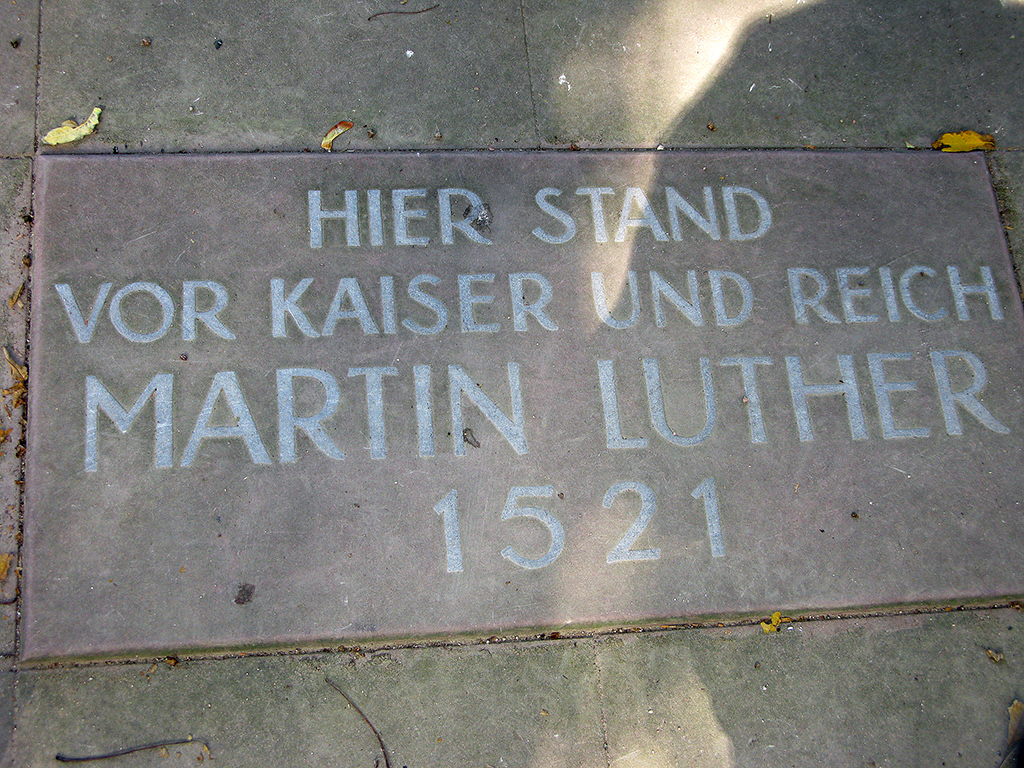 HIER STAND
VOR KAISER UND REICH
MARTIN LUTHER
1521